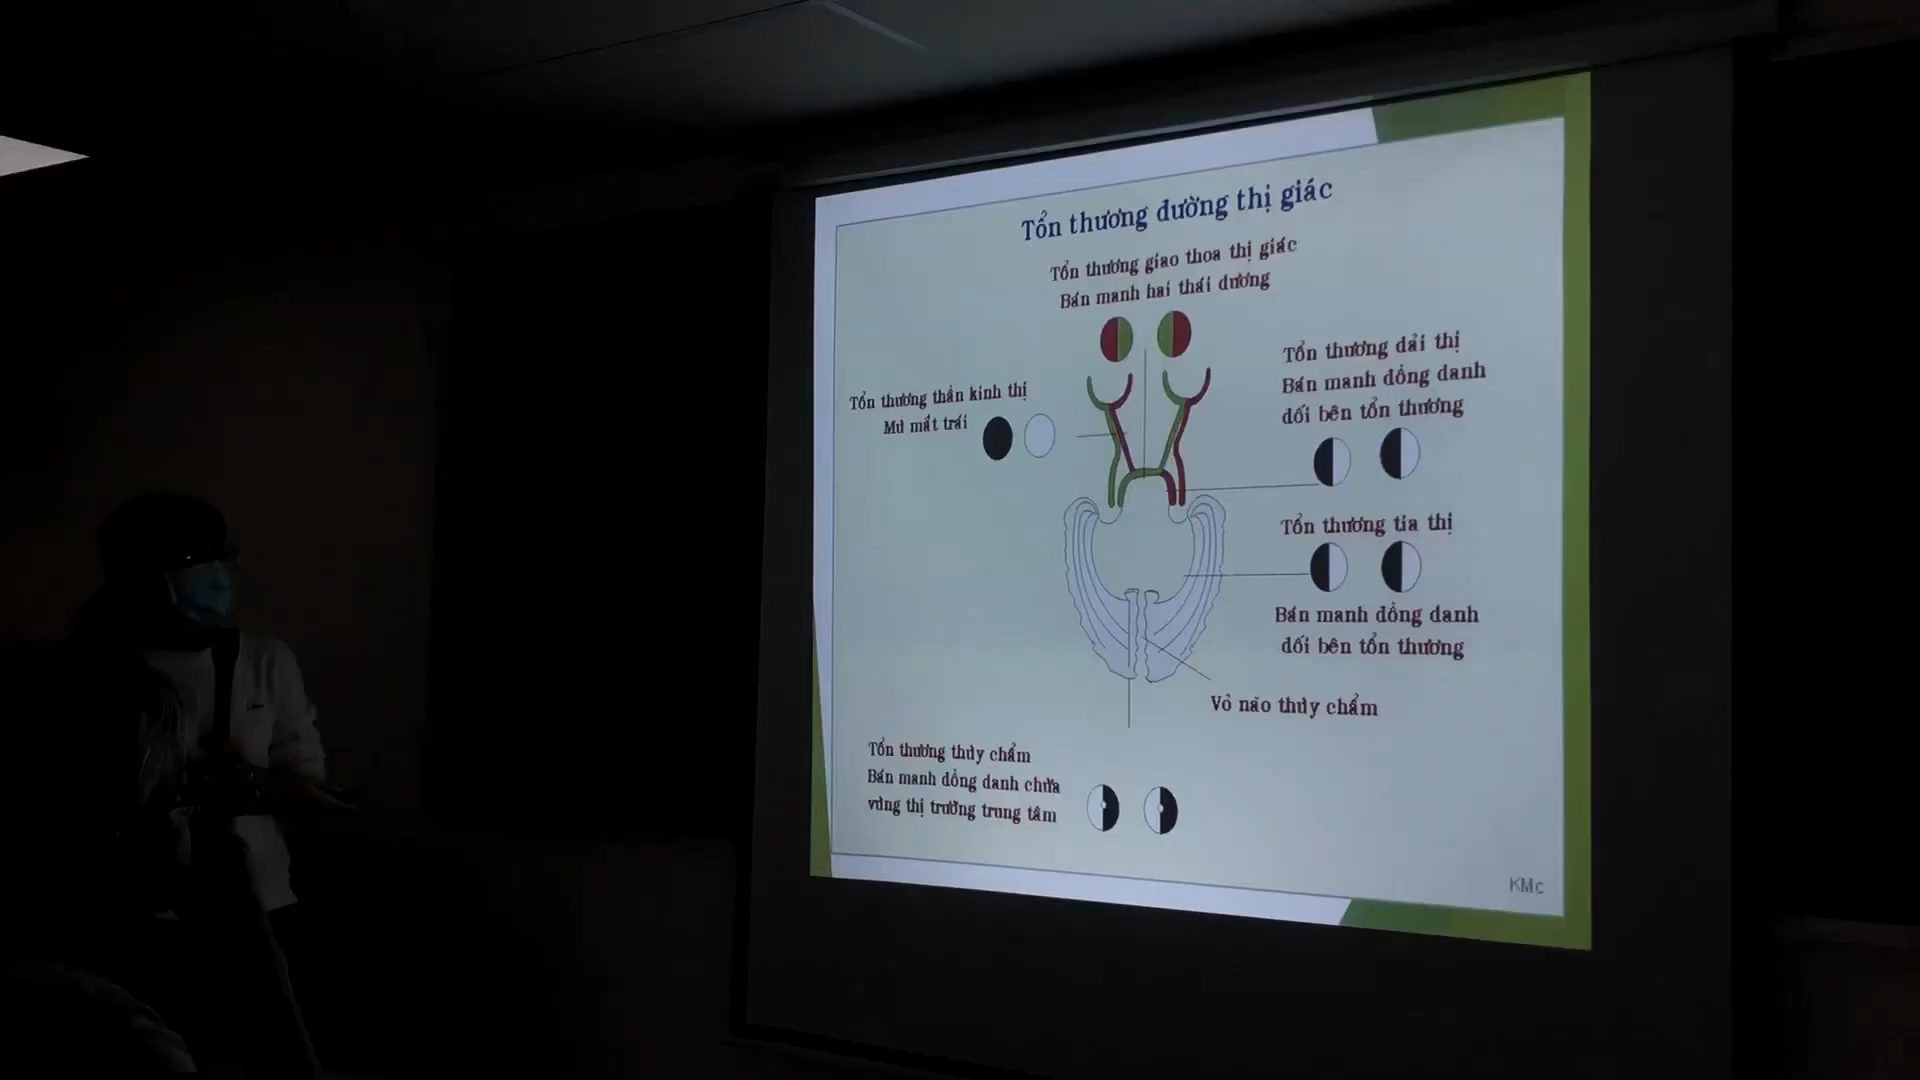 Tổn thương đường thị giác
Tổn thương giao thoa thị giác
Bán manh hai thái dương
Tổn thương thần kinh thị
Mù mắt trái
Tổn thương dải thị
Bán manh đồng danh
đối bên tổn thương
Tổn thương tia thị
Bán manh đồng danh
đối bên tổn thương
Vỏ não thùy chẩm
Tổn thương thùy chẩm
Bán manh đồng danh chừa
vùng thị trường trung tâm
KMc